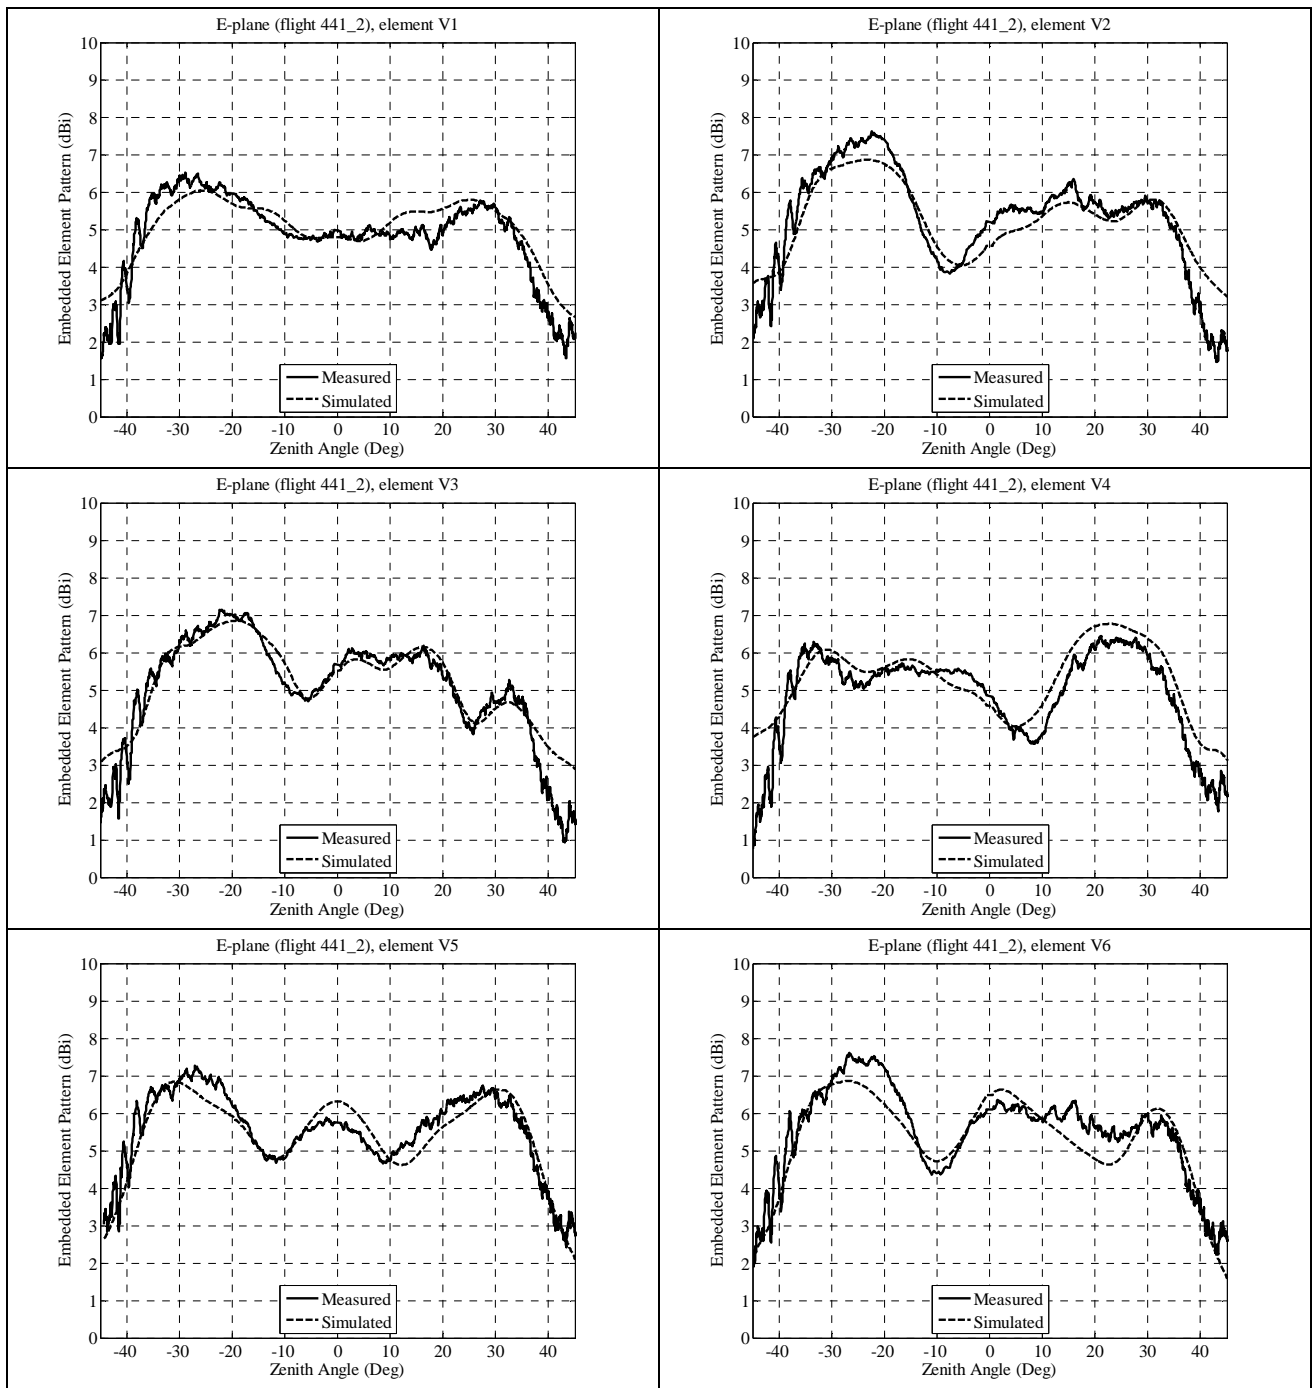 E-plane (flight 441_2), element V1
10
9
8
7
6
5
4
3
2
1
0
Embedded Element Pattern (dBi)
Measured
Simulated
-40 -30 -20 -10 0 10 20 30 40
Zenith Angle (Deg)
E-plane (flight 441_2), element V2
10
9
8
7
6
5
4
3
2
1
0
Embedded Element Pattern (dBi)
Measured
Simulated
-40 -30 -20 -10 0 10 20 30 40
Zenith Angle (Deg)
E-plane (flight 441_2), element V3
10
9
8
7
6
5
4
3
2
1
0
Embedded Element Pattern (dBi)
Measured
Simulated
-40 -30 -20 -10 0 10 20 30 40
Zenith Angle (Deg)
E-plane (flight 441_2), element V4
10
9
8
7
6
5
4
3
2
1
0
Embedded Element Pattern (dBi)
Measured
Simulated
-40 -30 -20 -10 0 10 20 30 40
Zenith Angle (Deg)
E-plane (flight 441_2), element V5
10
9
8
7
6
5
4
3
2
1
0
Embedded Element Pattern (dBi)
Measured
Simulated
-40 -30 -20 -10 0 10 20 30 40
Zenith Angle (Deg)
E-plane (flight 441_2), element V6
10
9
8
7
6
5
4
3
2
1
0
Embedded Element Pattern (dBi)
Measured
Simulated
-40 -30 -20 -10 0 10 20 30 40
Zenith Angle (Deg)